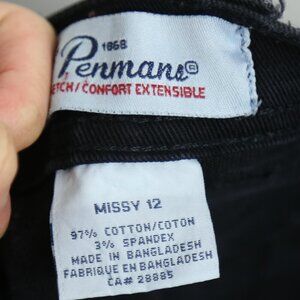 1868
Penmans®
ETCH / CONFORT EXTENSIBLE
MISSY 12
97% COTTON/COTON
3% SPANDEX
MADE IN BANGLADESH
FABRIQUE EN BANGLADESH
CA# 28885